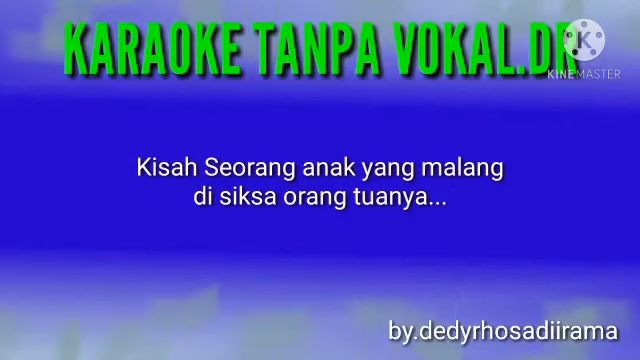 KARAOKE TANPA VOKAL.DR
KINEMASTER
Kisah Seorang anak yang malang
di siksa orang tuanya...
by.dedyrhosadiirama